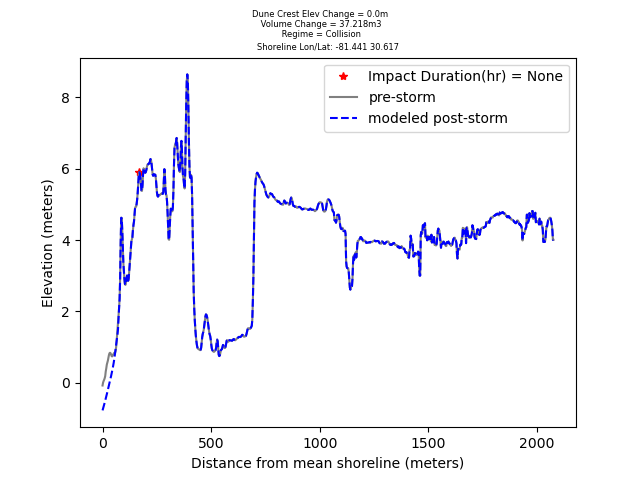 Dune Crest Elev Change = 0.0m
Volume Change = 37.218m3
Regime = Collision
Shoreline Lon/Lat: -81.441 30.617
Impact Duration(hr) = None
pre-storm
modeled post-storm
Elevation (meters)
8
6
4
2
0
0 500 1000 1500 2000
Distance from mean shoreline (meters)